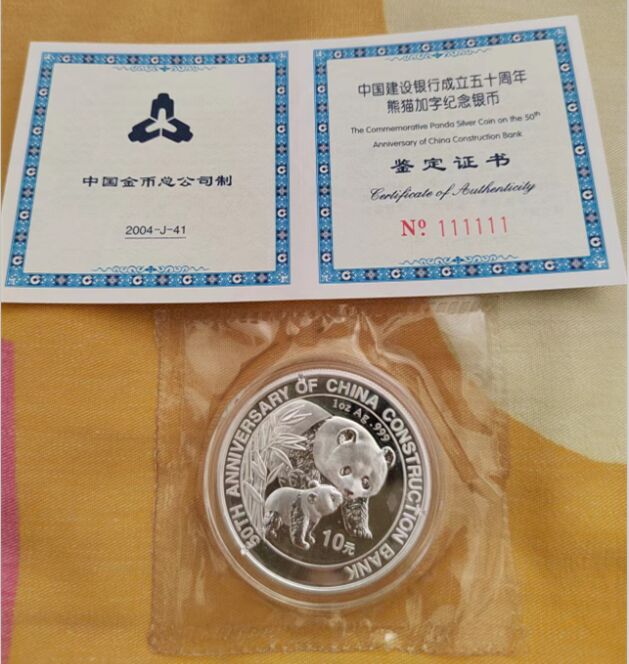 中国金币总公司制
2004-J-41
中国建设银行成立五十周年
熊猫加字纪念银币
The Commemorative Panda Silver Coin on the 50th
Anniversary of China Construction Bank
鉴定证书
Certificate of Authenticity
Nº 111111
50TH ANNIVERSARY OF CHINA CONSTRUCTION BANK
1oz Ag .999
10元